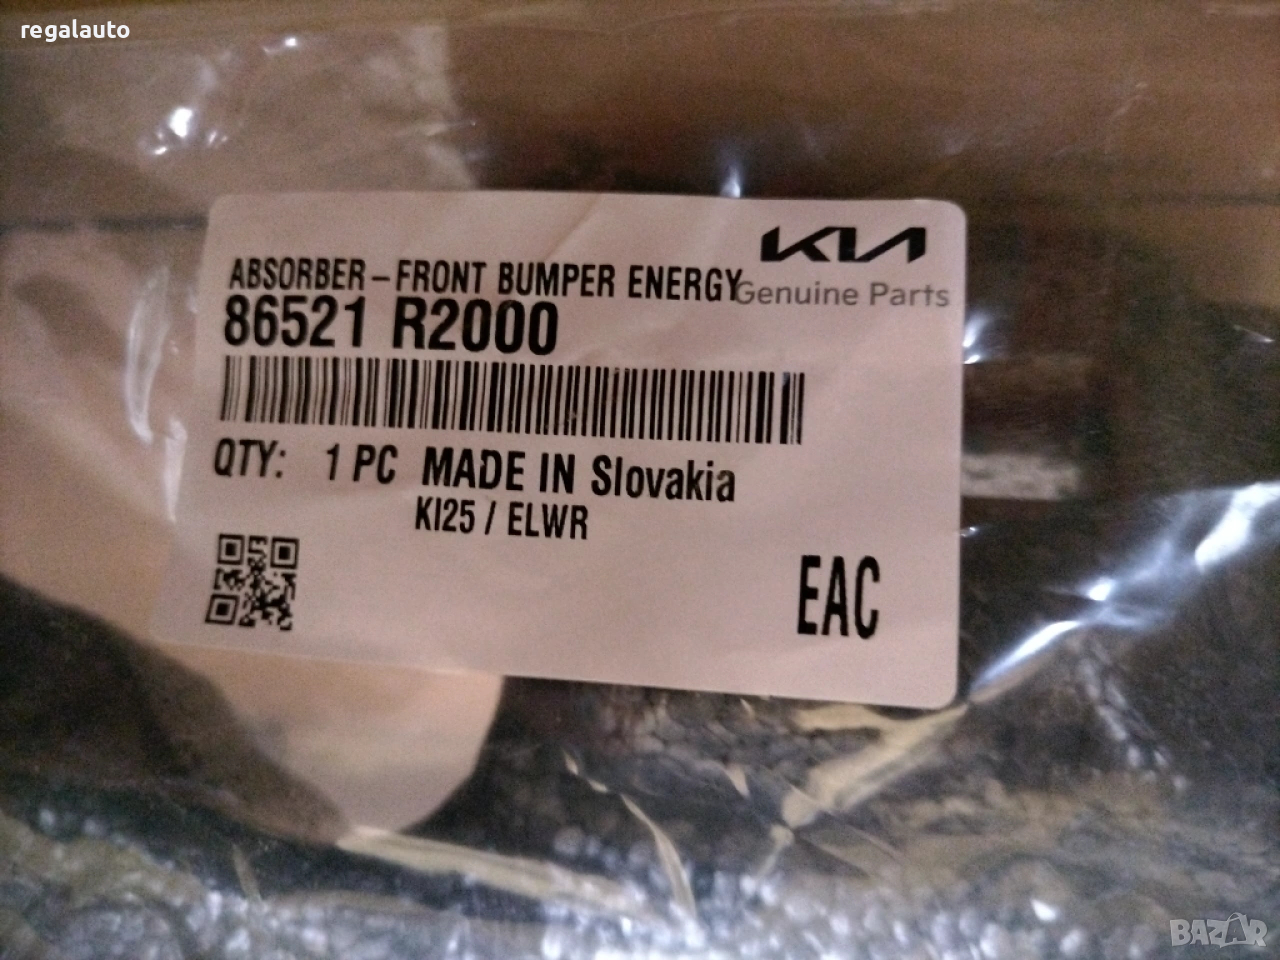 regalauto
KIA
Genuine Parts
ABSORBER-FRONT BUMPER ENERGY
86521 R2000
QTY: 1 PC MADE IN Slovakia
KI25 / ELWR
EAC
BAZAR